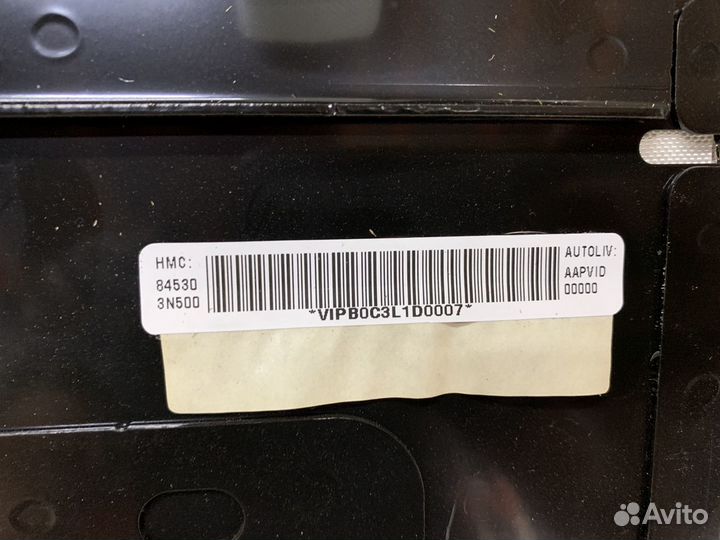 HMC:
84530
3N500
*VIPB0C3L1D0007*
AUTOLIV:
AAPVID
00000
Avito